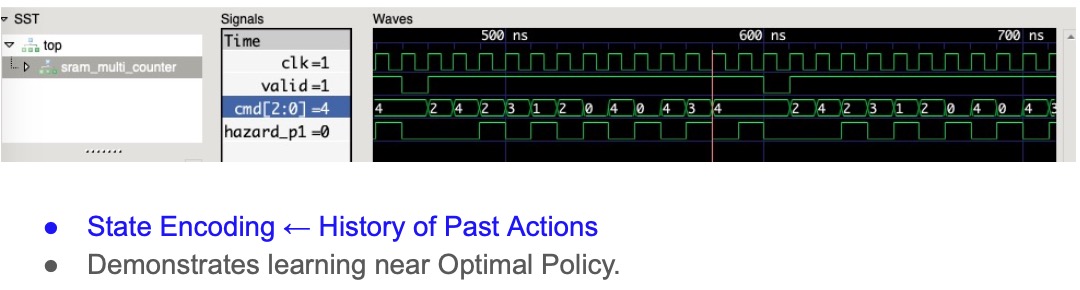 SST
Signals
Waves
top
sram_multi_counter
Time
clk=1
valid=1
cmd[2:0] =4
hazard_p1=0
500 ns
600 ns
700 ns
4 2 4 2 3 1 2 0 4 0 4 3 4 2 4 2 3 1 2 0 4 0 4 3
● State Encoding ← History of Past Actions
● Demonstrates learning near Optimal Policy.